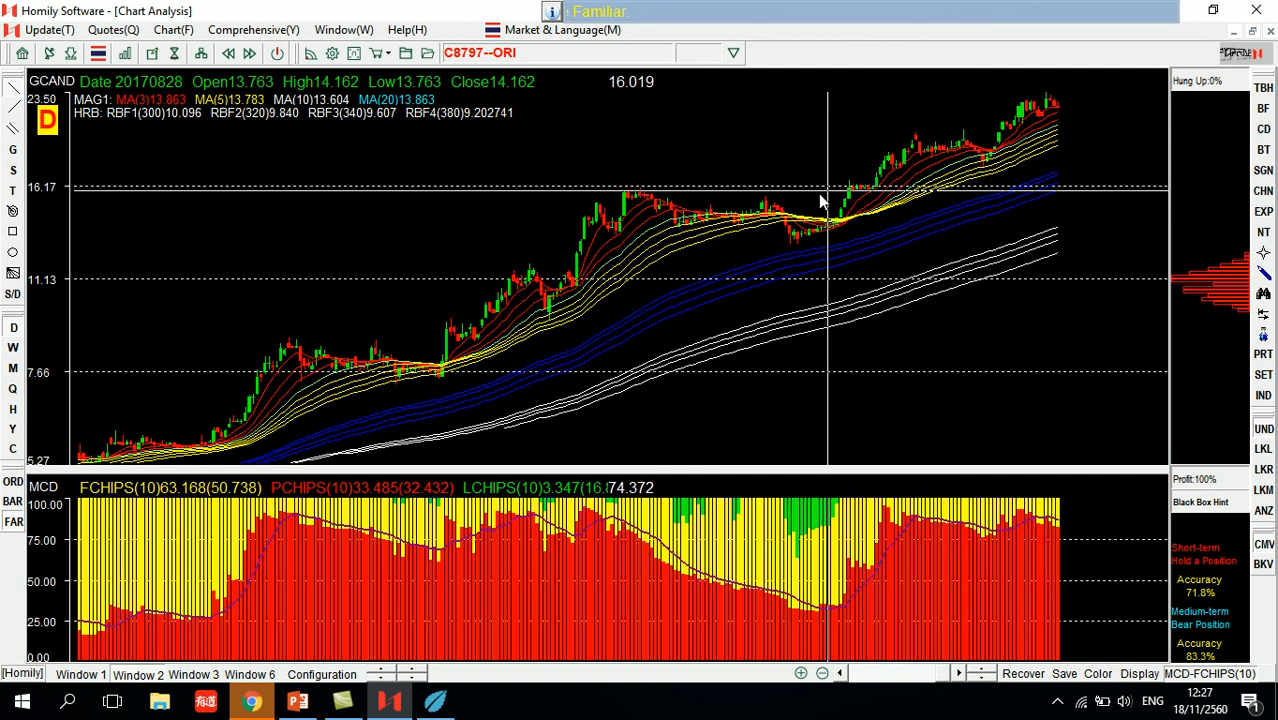 Homily Software - [Chart Analysis]
Familiar.
Update(T) Quotes(Q) Chart(F) Comprehensive(Y) Window(W) Help(H) Market & Language(M)
C8797--ORI
GCAND Date 20170828 Open13.763 High14.162 Low13.763 Close14.162 16.019
Hung Up:0%
23.50 MAG1: MA(3)13.863 MA(5)13.783 MA(10)13.604 MA(20)13.863
D HRB: RBF1(300)10.096 RBF2(320)9.840 RBF3(340)9.607 RBF4(380)9.202741
16.17
11.13
7.66
5.27
MCD FCHIPS(10)63.168(50.738) PCHIPS(10)33.485(32.432) LCHIPS(10)3.347(16. 74.372
100.00
75.00
50.00
25.00
0.00
Profit:100%
Black Box Hint
Short-term
Hold a Position
Accuracy
71.8%
Medium-term
Bear Position
Accuracy
83.3%
G
S
T
S/D
D
W
M
Q
H
Y
C
ORD
BAR
FAR
TBH
BF
CD
BT
SGN
CHN
EXP
NT
PRT
SET
IND
UND
LKL
LKR
LKM
ANZ
CMV
BKV
[Homily] Window 1 Window 2 Window 3 Window 6 Configuration Recover Save Color Display MCD-FCHIPS(10)
有道
ENG
12:27
18/11/2560